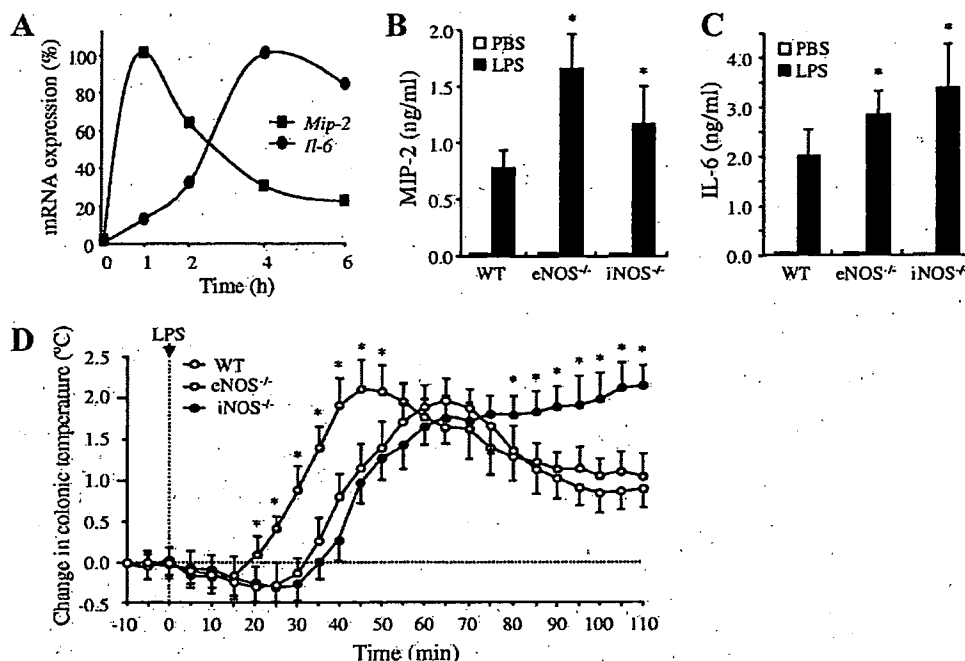 A
mRNA expression (%)
100
80
60
40
20
0
Mip-2
Il-6
0 1 2 4 6
Time (h)
B
MIP-2 (ng/ml)
2.0
1.5
1.0
0.5
0.0
PBS
LPS
*
*
WT eNOS-/- iNOS-/-
C
IL-6 (ng/ml)
4.0
3.0
2.0
1.0
0.0
PBS
LPS
*
*
WT eNOS-/- iNOS-/-
D
Change in colonic temperature (ºC)
LPS
2.5
2.0
1.5
1.0
0.5
0.0
-0.5
WT
eNOS-/-
iNOS-/-
* * * * * * *
* * * * * * *
-10 0 10 20 30 40 50 60 70 80 90 100 110
Time (min)